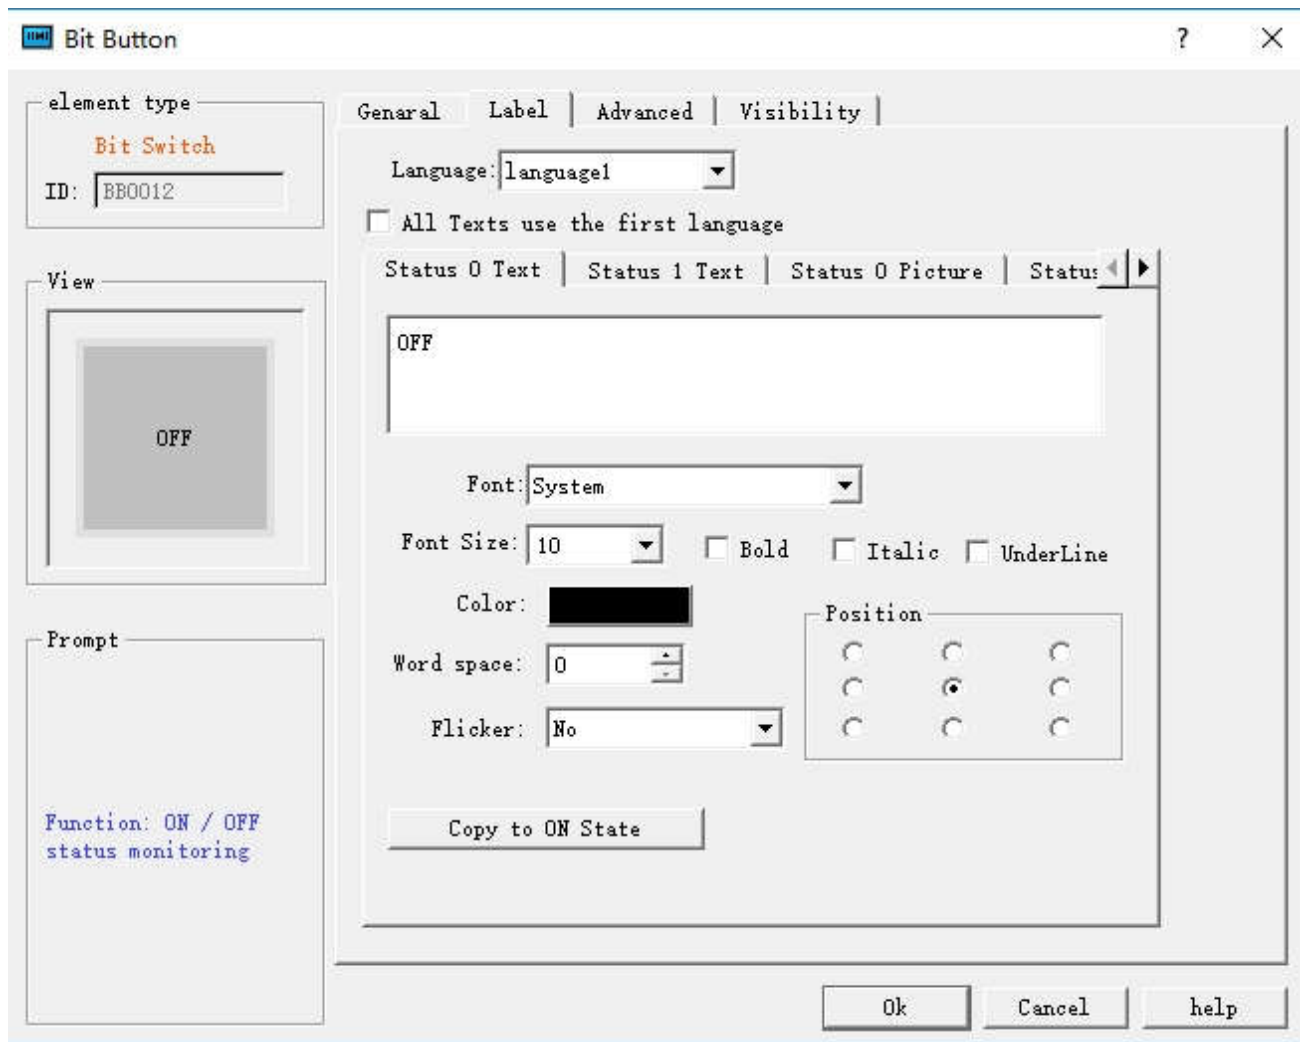 Bit Button
?
element type
Bit Switch
ID: BB0012
View
OFF
Prompt
Function: ON / OFF
status monitoring
Genaral Label Advanced Visibility
Language: language1
All Texts use the first language
Status 0 Text Status 1 Text Status 0 Picture Status
OFF
Font: System
Font Size: 10 Bold Italic UnderLine
Color:
Position
Word space: 0
Flicker: No
Copy to ON State
Ok Cancel help